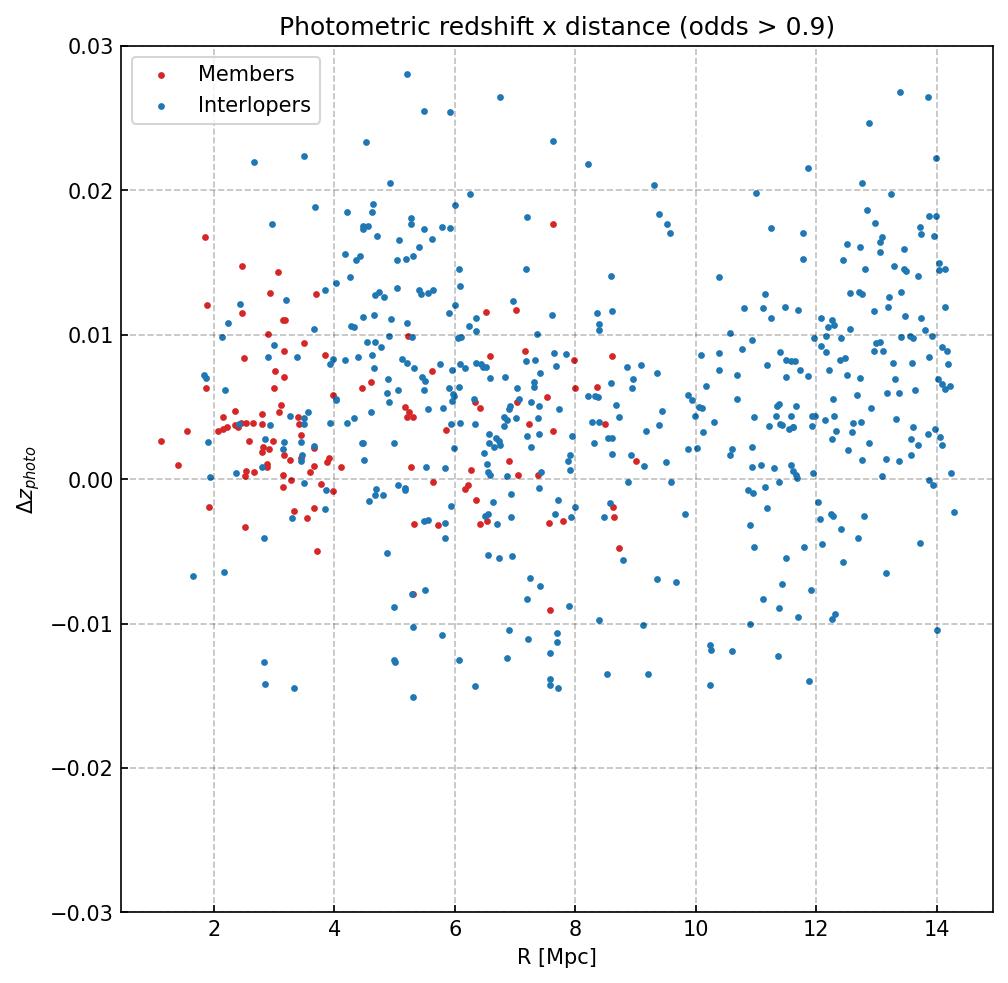 Photometric redshift x distance (odds > 0.9)
Members
Interlopers
0.03
0.02
0.01
0.00
−0.01
−0.02
−0.03
Δz_photo
2 4 6 8 10 12 14
R [Mpc]